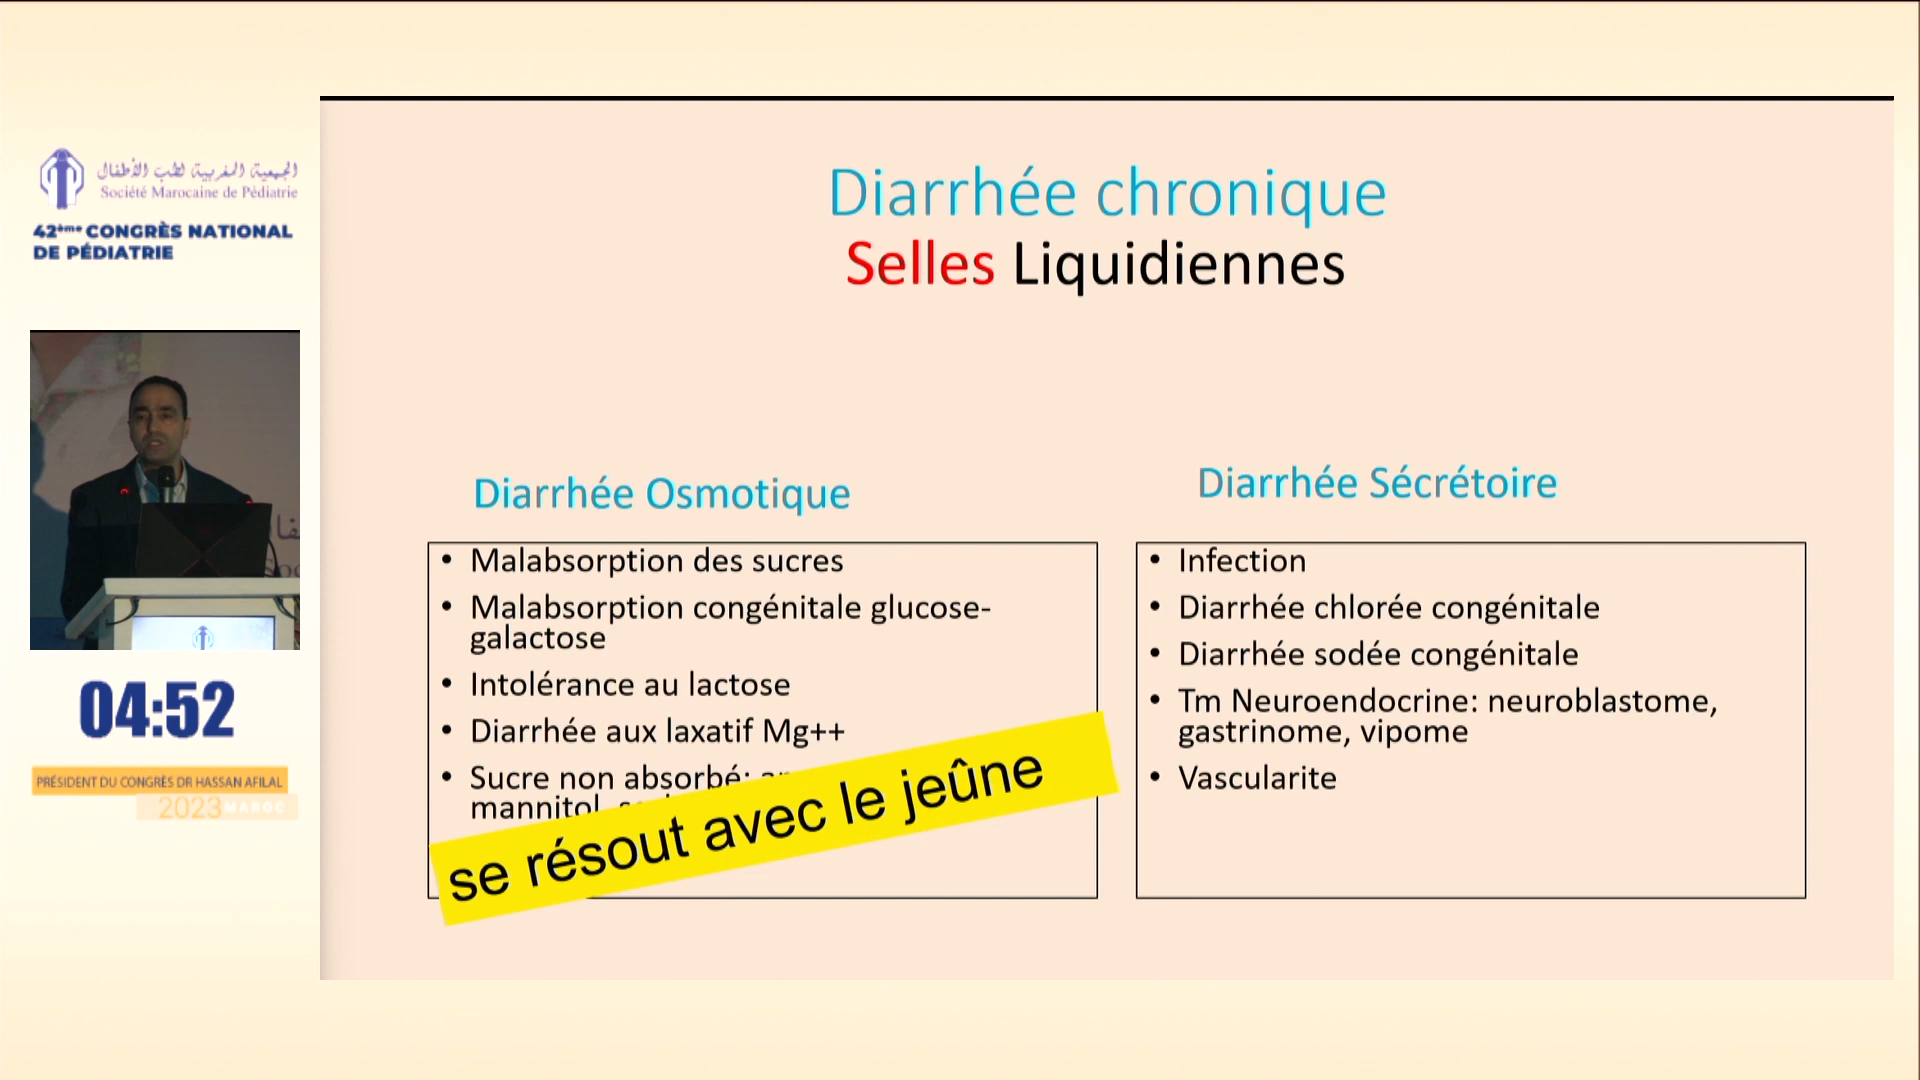 الجمعية المغربية لطب الأطفال
Société Marocaine de Pédiatrie
42ème CONGRÈS NATIONAL
DE PÉDIATRIE
04:52
PRÉSIDENT DU CONGRÈS DR HASSAN AFILAL
2023 MAROC
Diarrhée chronique
Selles Liquidiennes
Diarrhée Osmotique
• Malabsorption des sucres
• Malabsorption congénitale glucose-
galactose
• Intolérance au lactose
• Diarrhée aux laxatif Mg++
• Sucre non absorbé:
mannitol,
se résout avec le jeûne
Diarrhée Sécrétoire
• Infection
• Diarrhée chlorée congénitale
• Diarrhée sodée congénitale
• Tm Neuroendocrine: neuroblastome,
gastrinome, vipome
• Vascularite